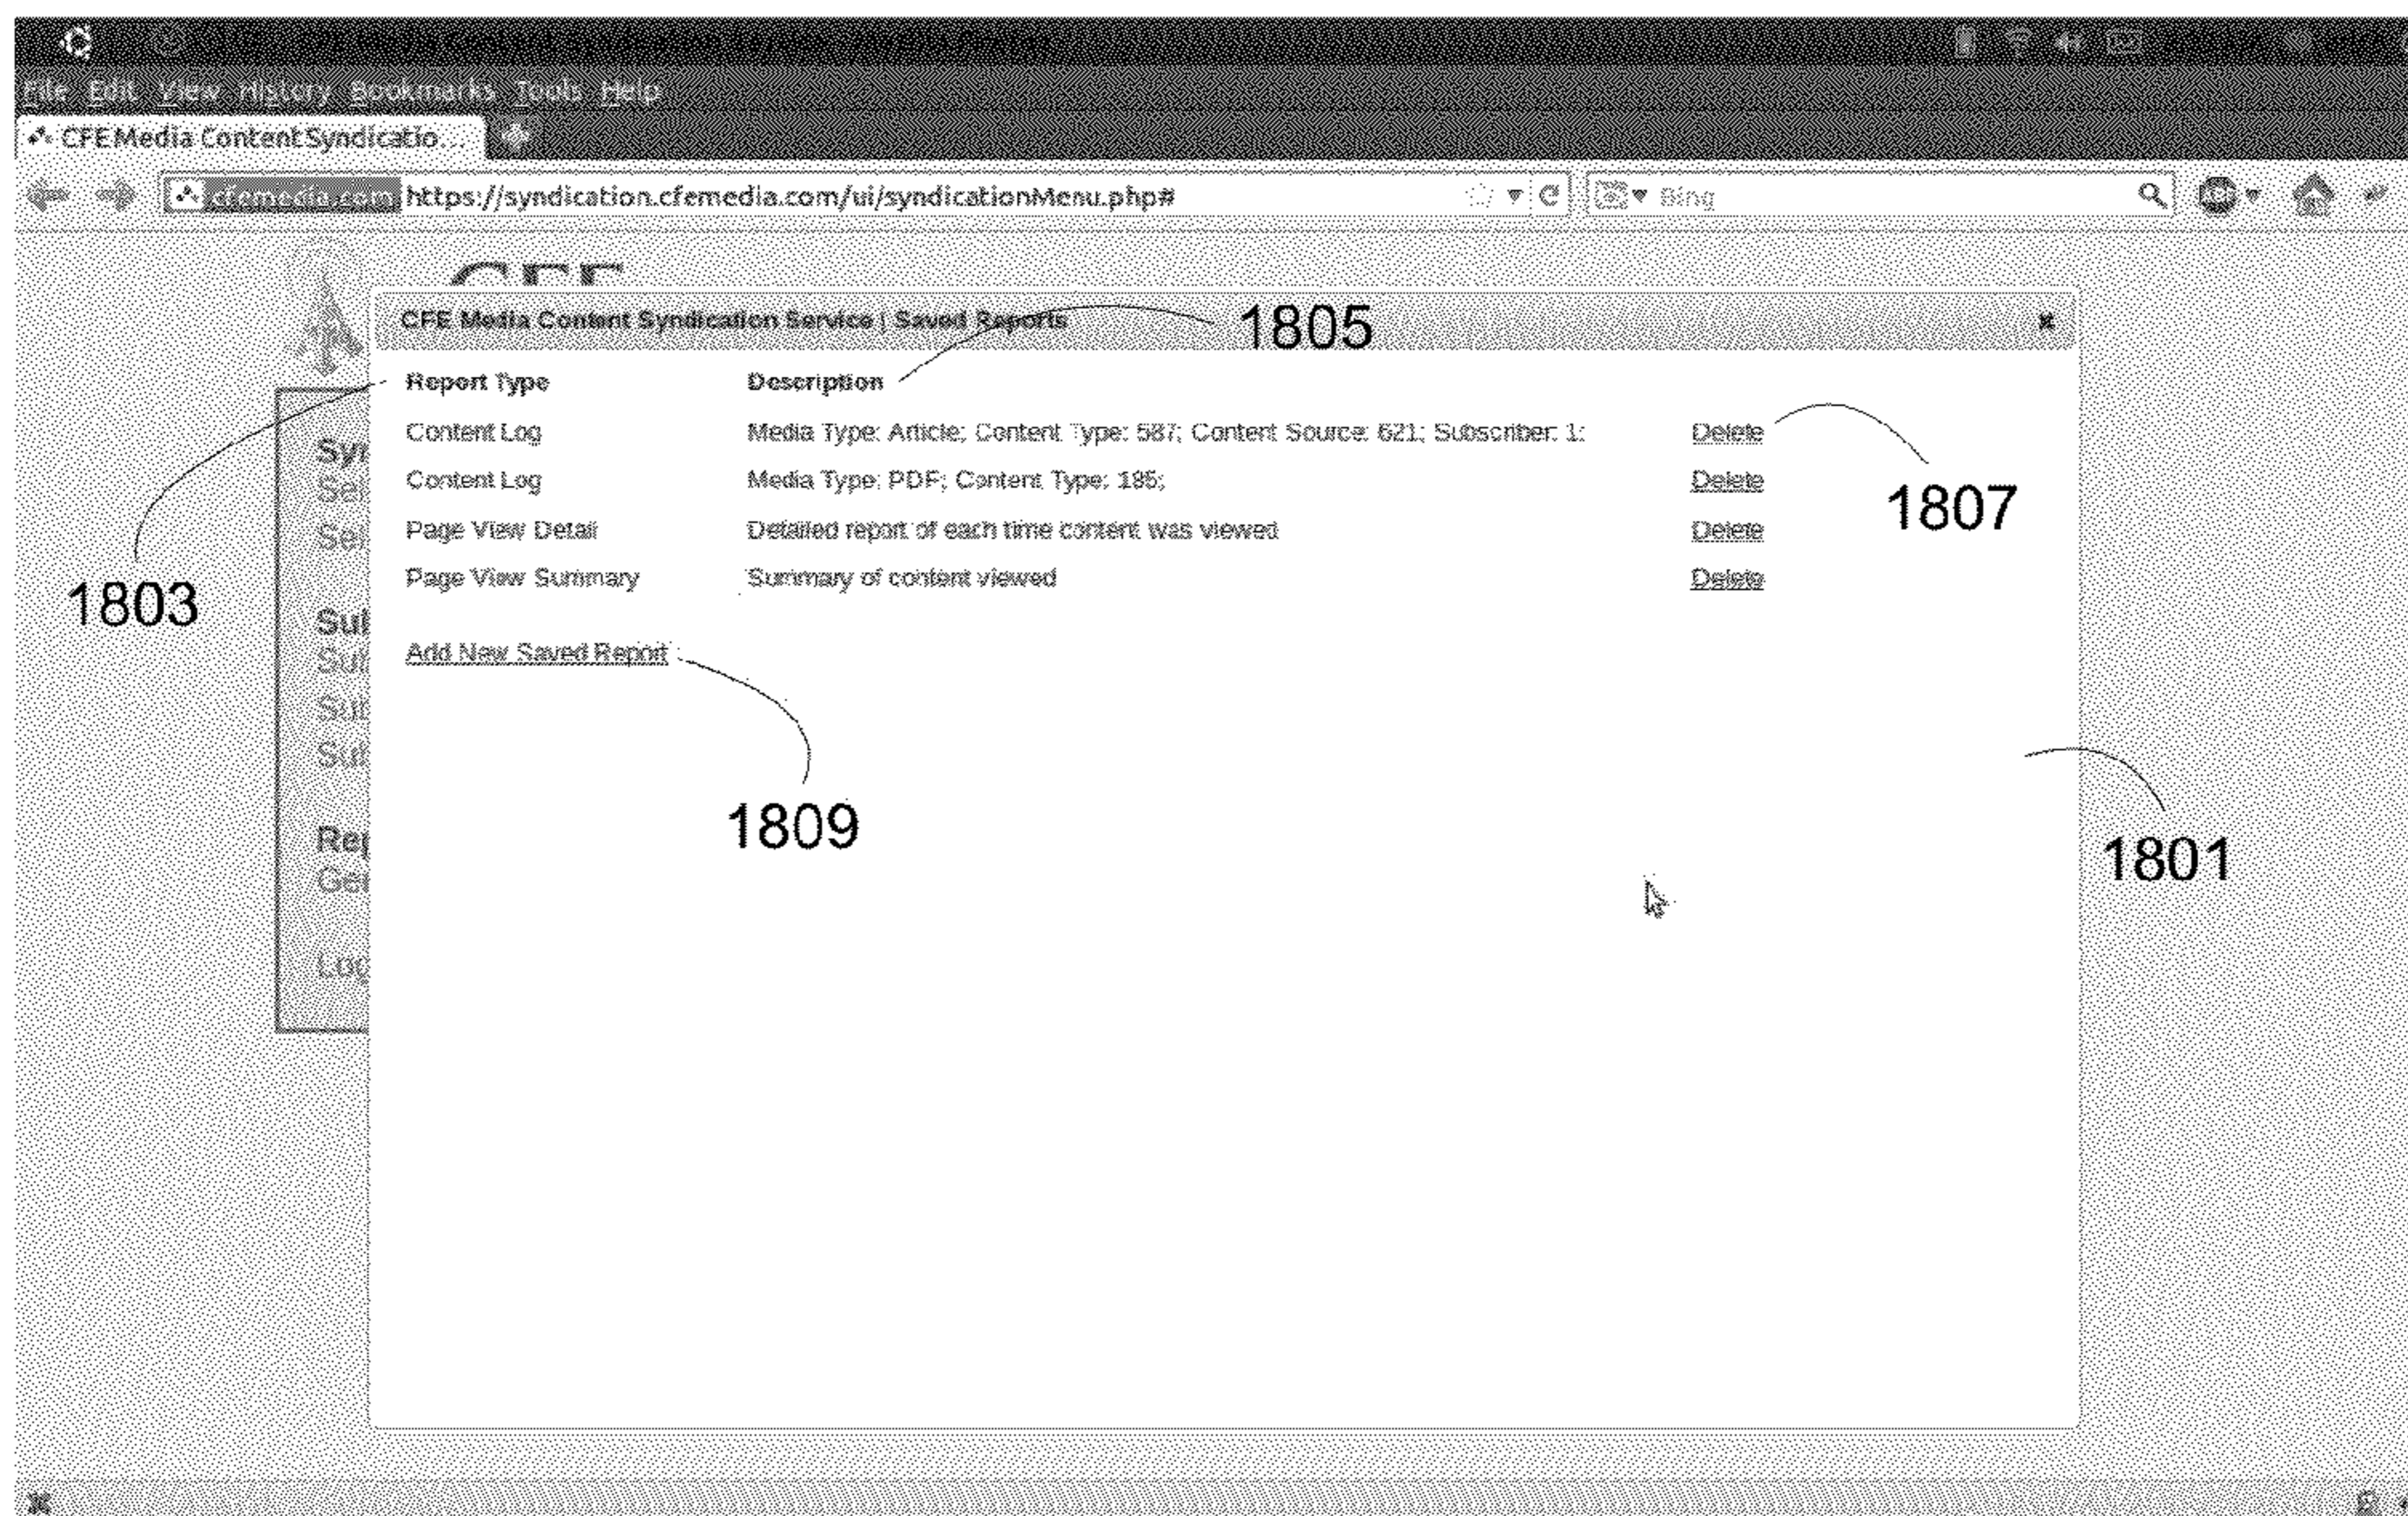 File Edit View History Bookmarks Tools Help
CFE Media Content Syndicatio...
cfemedia.com https://syndication.cfemedia.com/ui/syndicationMenu.php# Bing
CFE
CFE Media Content Syndication Service | Saved Reports
1805
Report Type Description
Content Log Media Type: Article; Content Type: 587; Content Source: 621; Subscriber: 1; Delete
Content Log Media Type: PDF; Content Type: 185; Delete
1807
Page View Detail Detailed report of each time content was viewed Delete
Page View Summary Summary of content viewed Delete
1803
Add New Saved Report
1809
1801